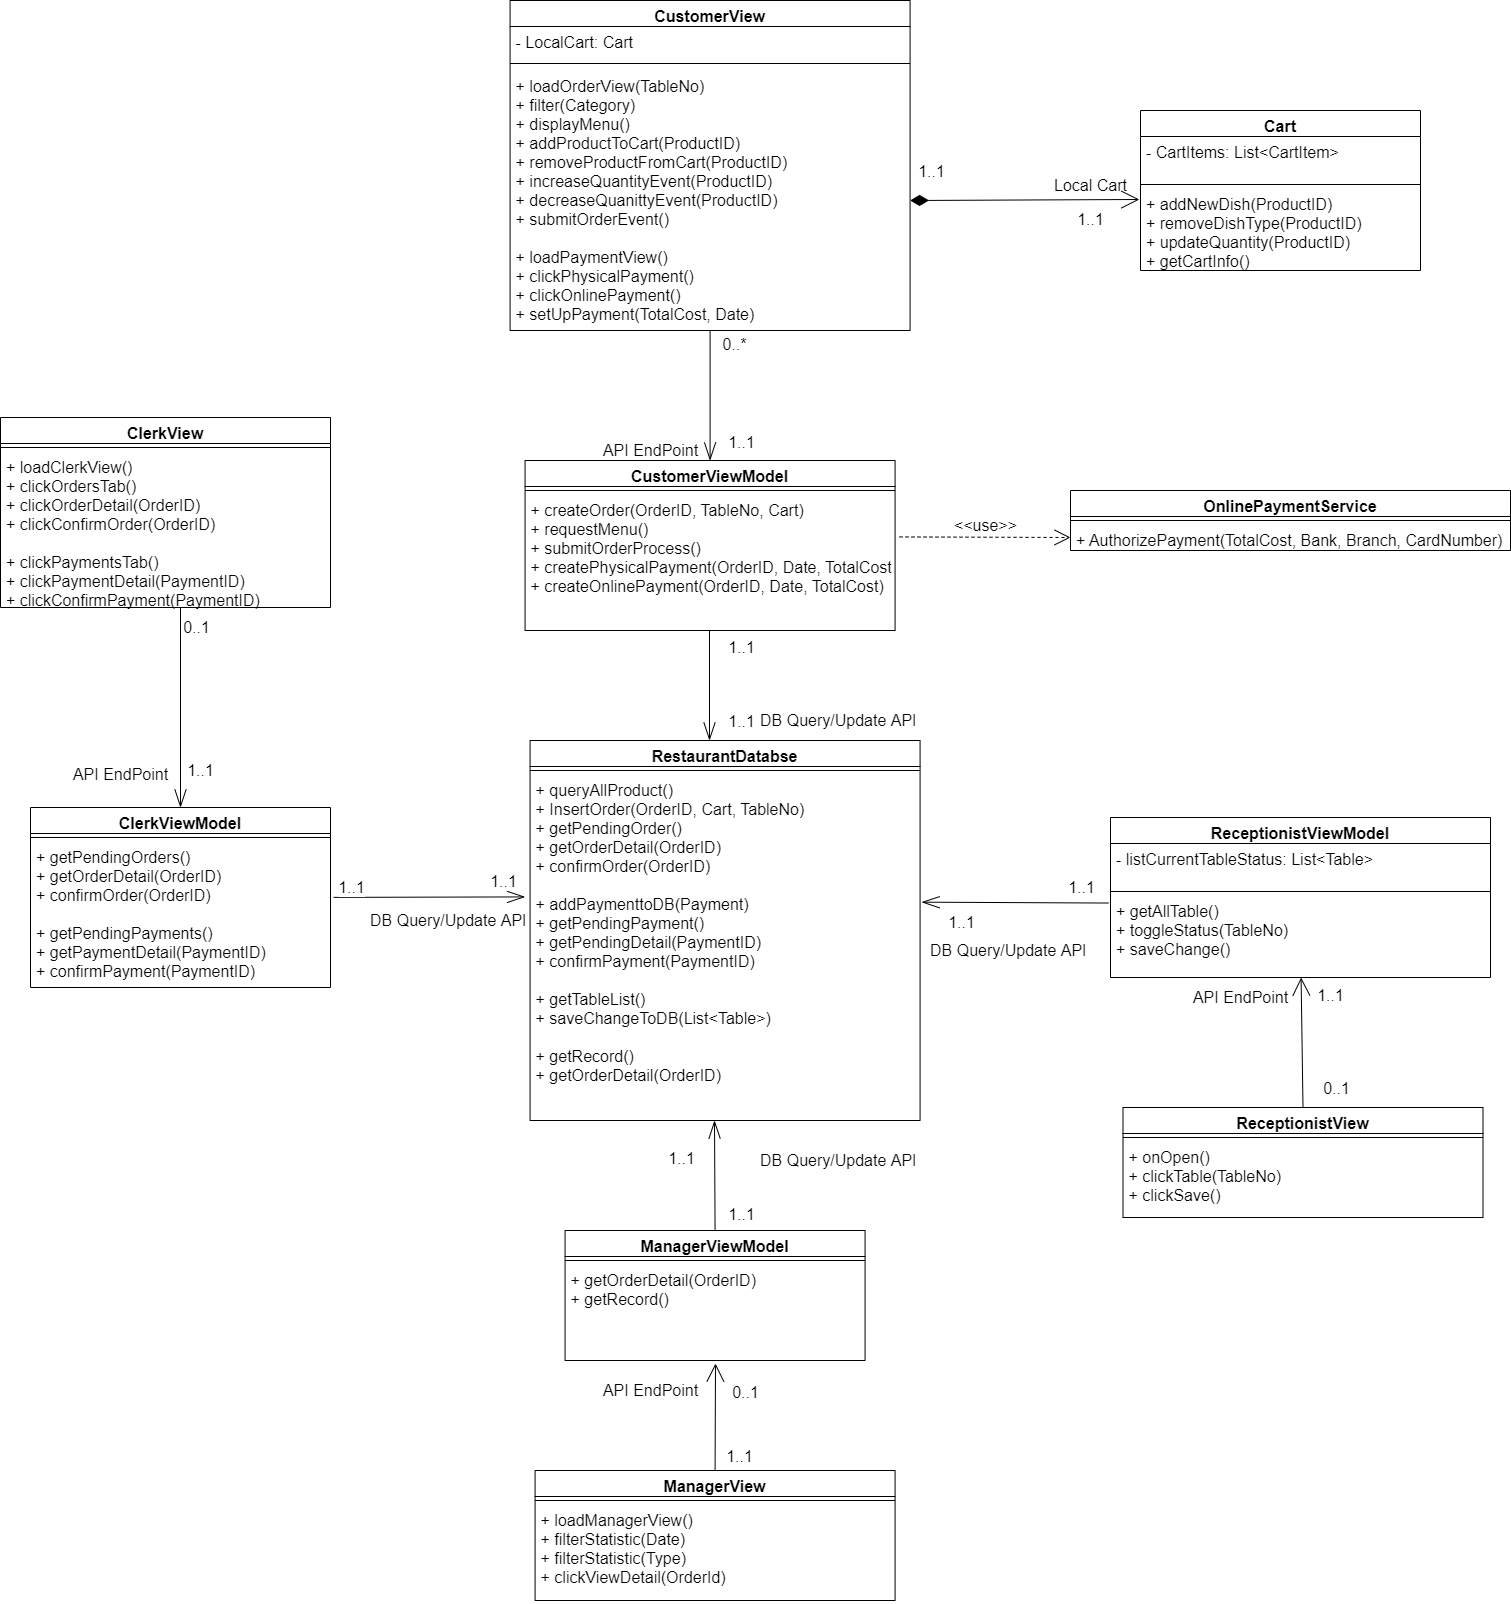 CustomerView
- LocalCart: Cart
+ loadOrderView(TableNo)
+ filter(Category)
+ displayMenu()
+ addProductToCart(ProductID)
+ removeProductFromCart(ProductID)
+ increaseQuantityEvent(ProductID)
+ decreaseQuanittyEvent(ProductID)
+ submitOrderEvent()
+ loadPaymentView()
+ clickPhysicalPayment()
+ clickOnlinePayment()
+ setUpPayment(TotalCost, Date)
1..1
Local Cart
1..1
Cart
- CartItems: List<CartItem>
+ addNewDish(ProductID)
+ removeDishType(ProductID)
+ updateQuantity(ProductID)
+ getCartInfo()
0..*
API EndPoint
1..1
ClerkView
+ loadClerkView()
+ clickOrdersTab()
+ clickOrderDetail(OrderID)
+ clickConfirmOrder(OrderID)
+ clickPaymentsTab()
+ clickPaymentDetail(PaymentID)
+ clickConfirmPayment(PaymentID)
CustomerViewModel
+ createOrder(OrderID, TableNo, Cart)
+ requestMenu()
+ submitOrderProcess()
+ createPhysicalPayment(OrderID, Date, TotalCost
+ createOnlinePayment(OrderID, Date, TotalCost)
<<use>>
OnlinePaymentService
+ AuthorizePayment(TotalCost, Bank, Branch, CardNumber)
0..1
API EndPoint
1..1
1..1
1..1 DB Query/Update API
ClerkViewModel
+ getPendingOrders()
+ getOrderDetail(OrderID)
+ confirmOrder(OrderID)
+ getPendingPayments()
+ getPaymentDetail(PaymentID)
+ confirmPayment(PaymentID)
1..1
1..1
DB Query/Update API
RestaurantDatabse
+ queryAllProduct()
+ InsertOrder(OrderID, Cart, TableNo)
+ getPendingOrder()
+ getOrderDetail(OrderID)
+ confirmOrder(OrderID)
+ addPaymenttoDB(Payment)
+ getPendingPayment()
+ getPendingDetail(PaymentID)
+ confirmPayment(PaymentID)
+ getTableList()
+ saveChangeToDB(List<Table>)
+ getRecord()
+ getOrderDetail(OrderID)
1..1
1..1
DB Query/Update API
ReceptionistViewModel
- listCurrentTableStatus: List<Table>
+ getAllTable()
+ toggleStatus(TableNo)
+ saveChange()
API EndPoint
1..1
0..1
ReceptionistView
+ onOpen()
+ clickTable(TableNo)
+ clickSave()
1..1
DB Query/Update API
1..1
ManagerViewModel
+ getOrderDetail(OrderID)
+ getRecord()
API EndPoint
0..1
1..1
ManagerView
+ loadManagerView()
+ filterStatistic(Date)
+ filterStatistic(Type)
+ clickViewDetail(OrderId)